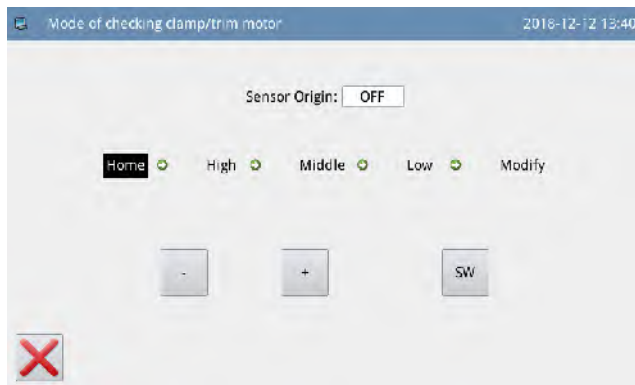 Mode of checking clamp/trim motor 2018-12-12 13:40
Sensor Origin: OFF
Home High Middle Low Modify
- + SW